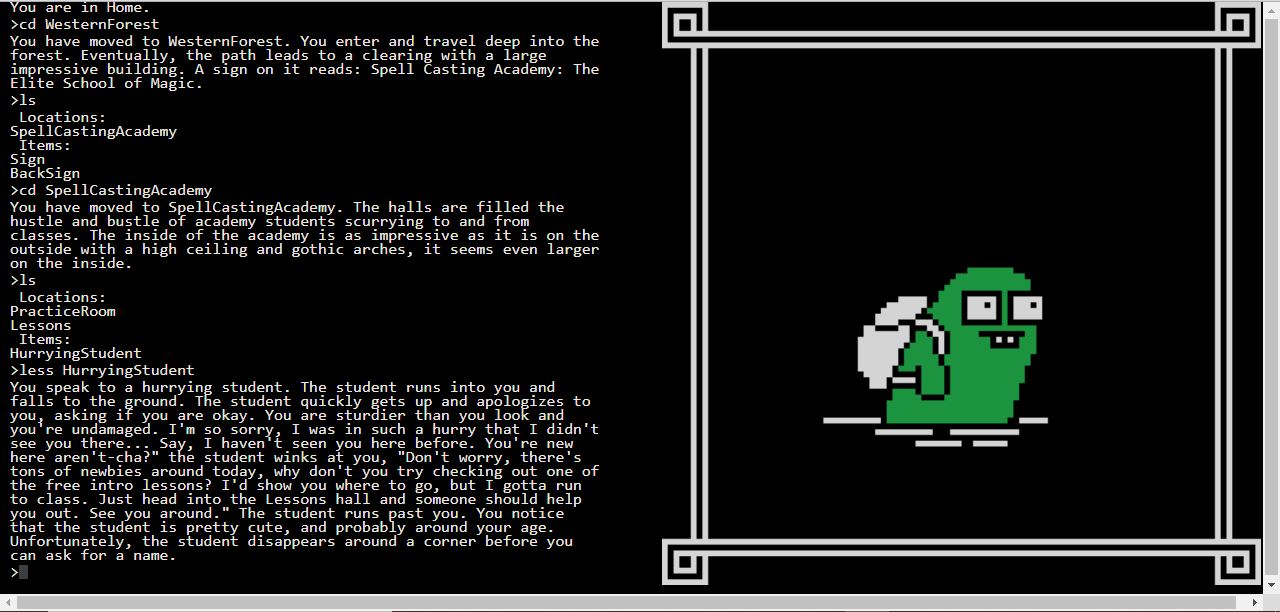 You are in Home.
>cd WesternForest
You have moved to WesternForest. You enter and travel deep into the
forest. Eventually, the path leads to a clearing with a large
impressive building. A sign on it reads: Spell Casting Academy: The
Elite School of Magic.
>ls
 Locations:
SpellCastingAcademy
 Items:
Sign
BackSign
>cd SpellCastingAcademy
You have moved to SpellCastingAcademy. The halls are filled the
hustle and bustle of academy students scurrying to and from
classes. The inside of the academy is as impressive as it is on the
outside with a high ceiling and gothic arches, it seems even larger
on the inside.
>ls
 Locations:
PracticeRoom
Lessons
 Items:
HurryingStudent
>less HurryingStudent
You speak to a hurrying student. The student runs into you and
falls to the ground. The student quickly gets up and apologizes to
you, asking if you are okay. You are sturdier than you look and
you're undamaged. I'm so sorry, I was in such a hurry that I didn't
see you there... Say, I haven't seen you here before. You're new
here aren't-cha?" the student winks at you, "Don't worry, there's
tons of newbies around today, why don't you try checking out one of
the free intro lessons? I'd show you where to go, but I gotta run
to class. Just head into the Lessons hall and someone should help
you out. See you around." The student runs past you. You notice
that the student is pretty cute, and probably around your age.
Unfortunately, the student disappears around a corner before you
can ask for a name.
>